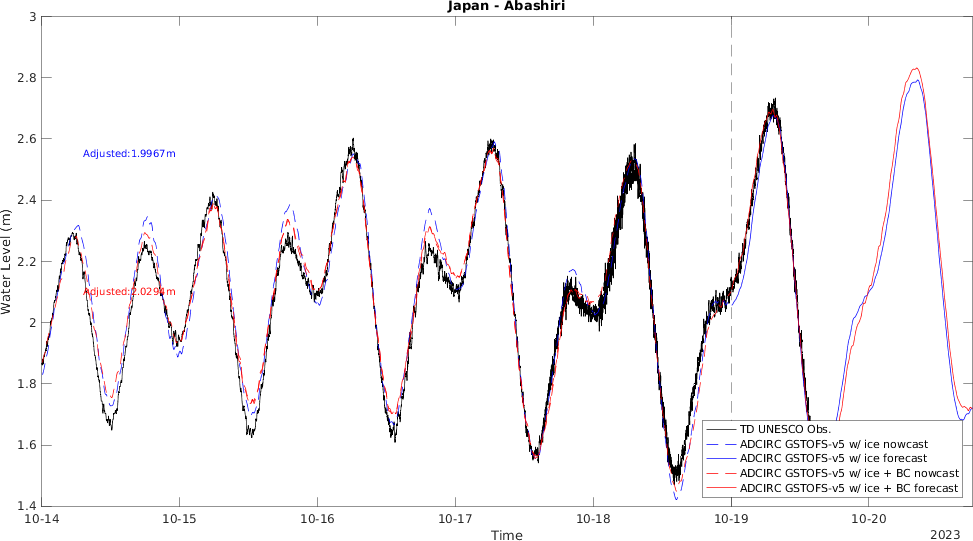 Japan - Abashiri
Water Level (m)
3
2.8
2.6
2.4
2.2
2
1.8
1.6
1.4
Adjusted:1.9967m
Adjusted:2.0294m
TD UNESCO Obs.
ADCIRC GSTOFS-v5 w/ ice nowcast
ADCIRC GSTOFS-v5 w/ ice forecast
ADCIRC GSTOFS-v5 w/ ice + BC nowcast
ADCIRC GSTOFS-v5 w/ ice + BC forecast
10-14 10-15 10-16 10-17 10-18 10-19 10-20
Time
2023